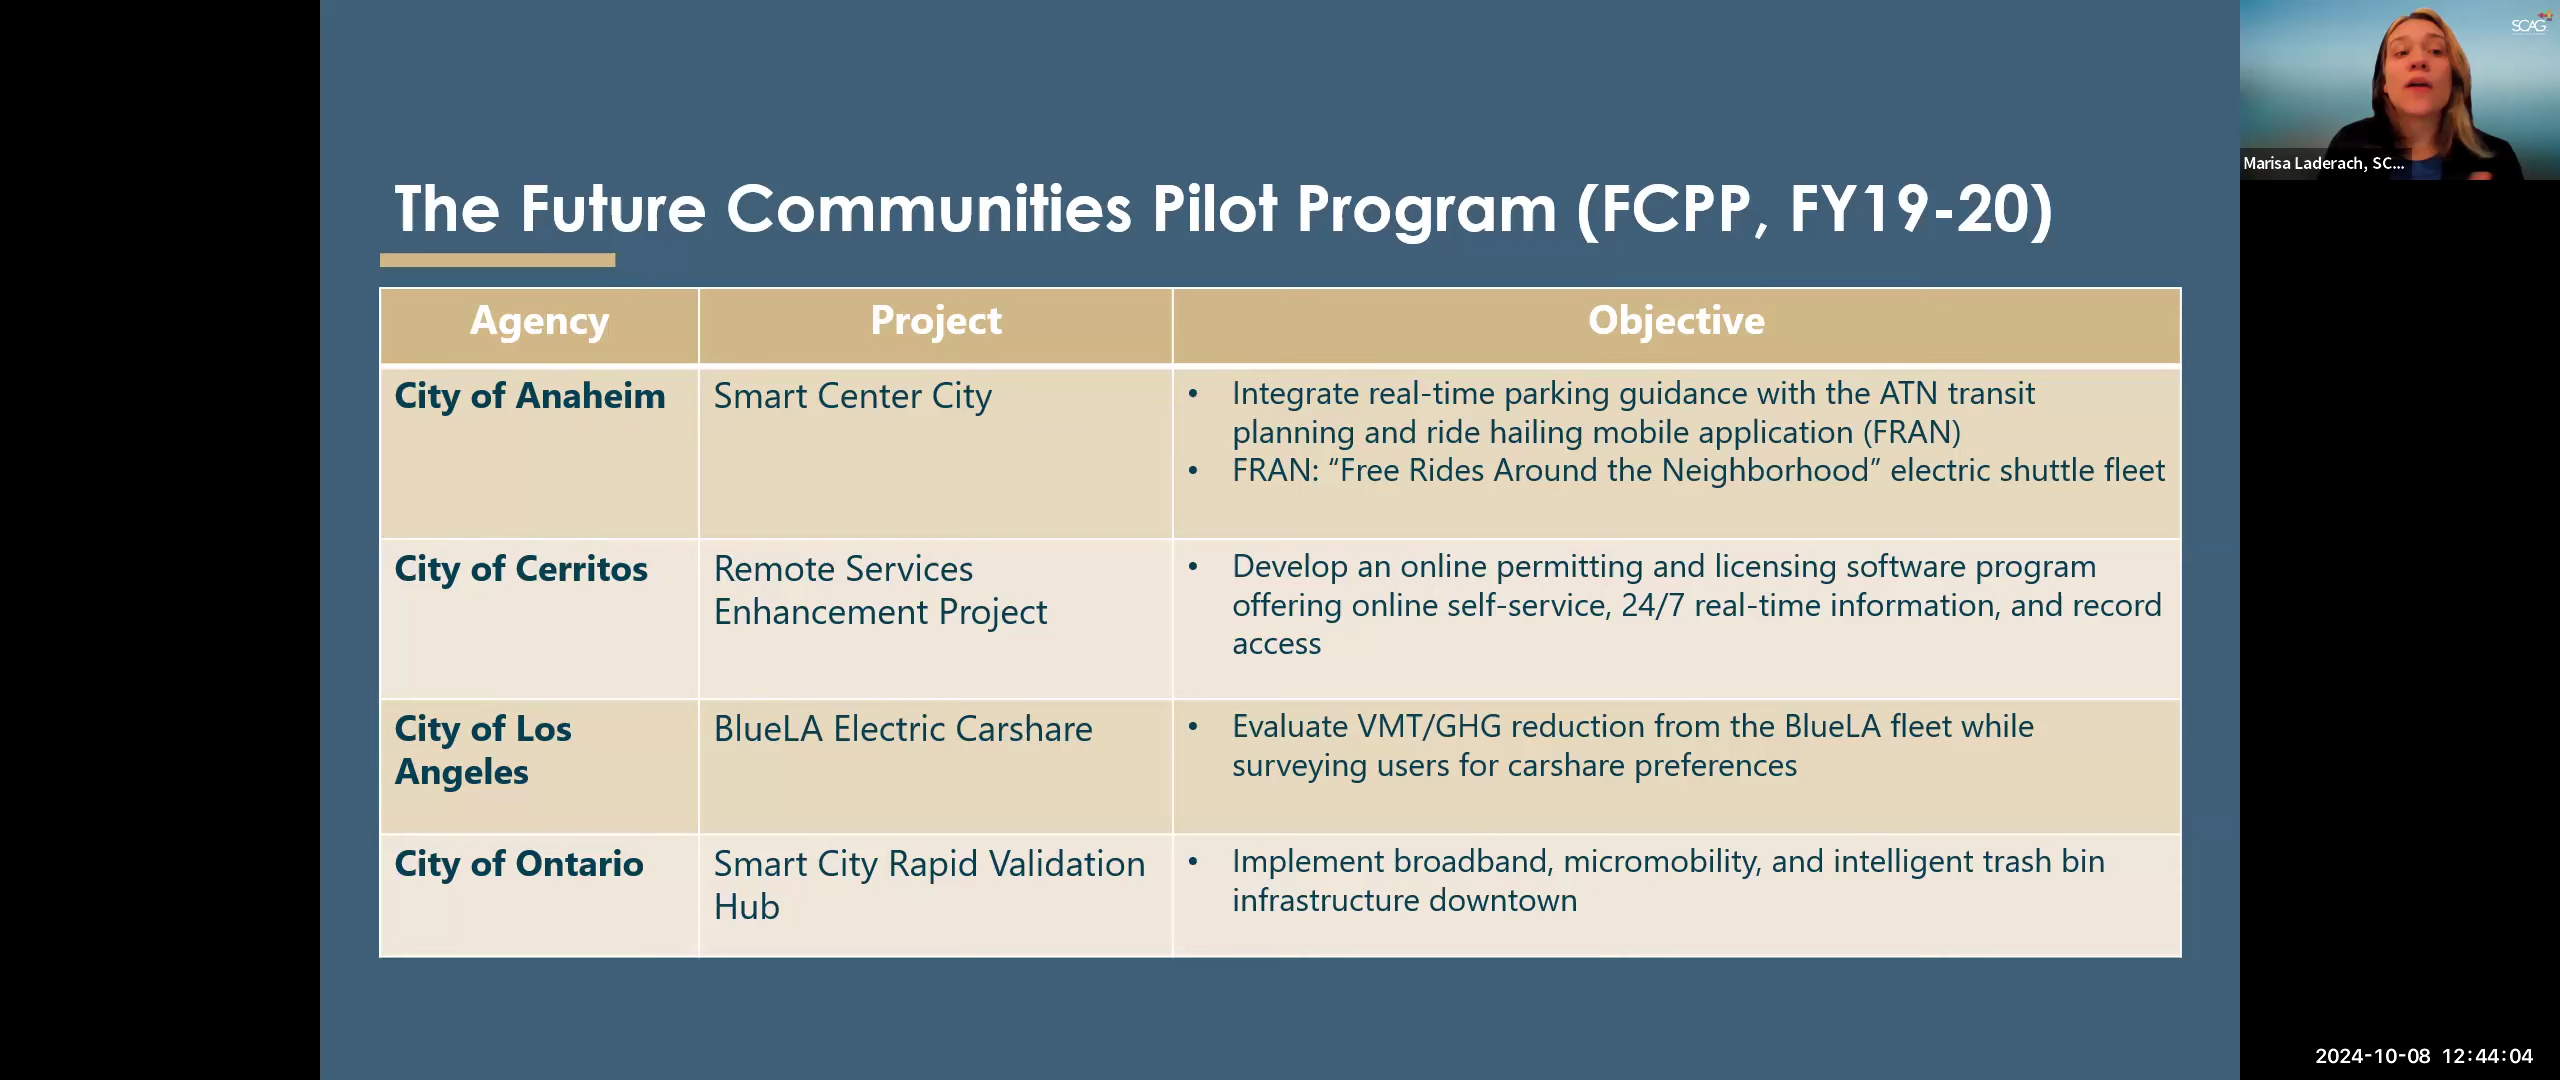 SCAG
Marisa Laderach, SC...
The Future Communities Pilot Program (FCPP, FY19-20)
Agency
Project
Objective
City of Anaheim
Smart Center City
• Integrate real-time parking guidance with the ATN transit
planning and ride hailing mobile application (FRAN)
• FRAN: “Free Rides Around the Neighborhood” electric shuttle fleet
City of Cerritos
Remote Services
Enhancement Project
• Develop an online permitting and licensing software program
offering online self-service, 24/7 real-time information, and record
access
City of Los
Angeles
BlueLA Electric Carshare
• Evaluate VMT/GHG reduction from the BlueLA fleet while
surveying users for carshare preferences
City of Ontario
Smart City Rapid Validation
Hub
• Implement broadband, micromobility, and intelligent trash bin
infrastructure downtown
2024-10-08 12:44:04